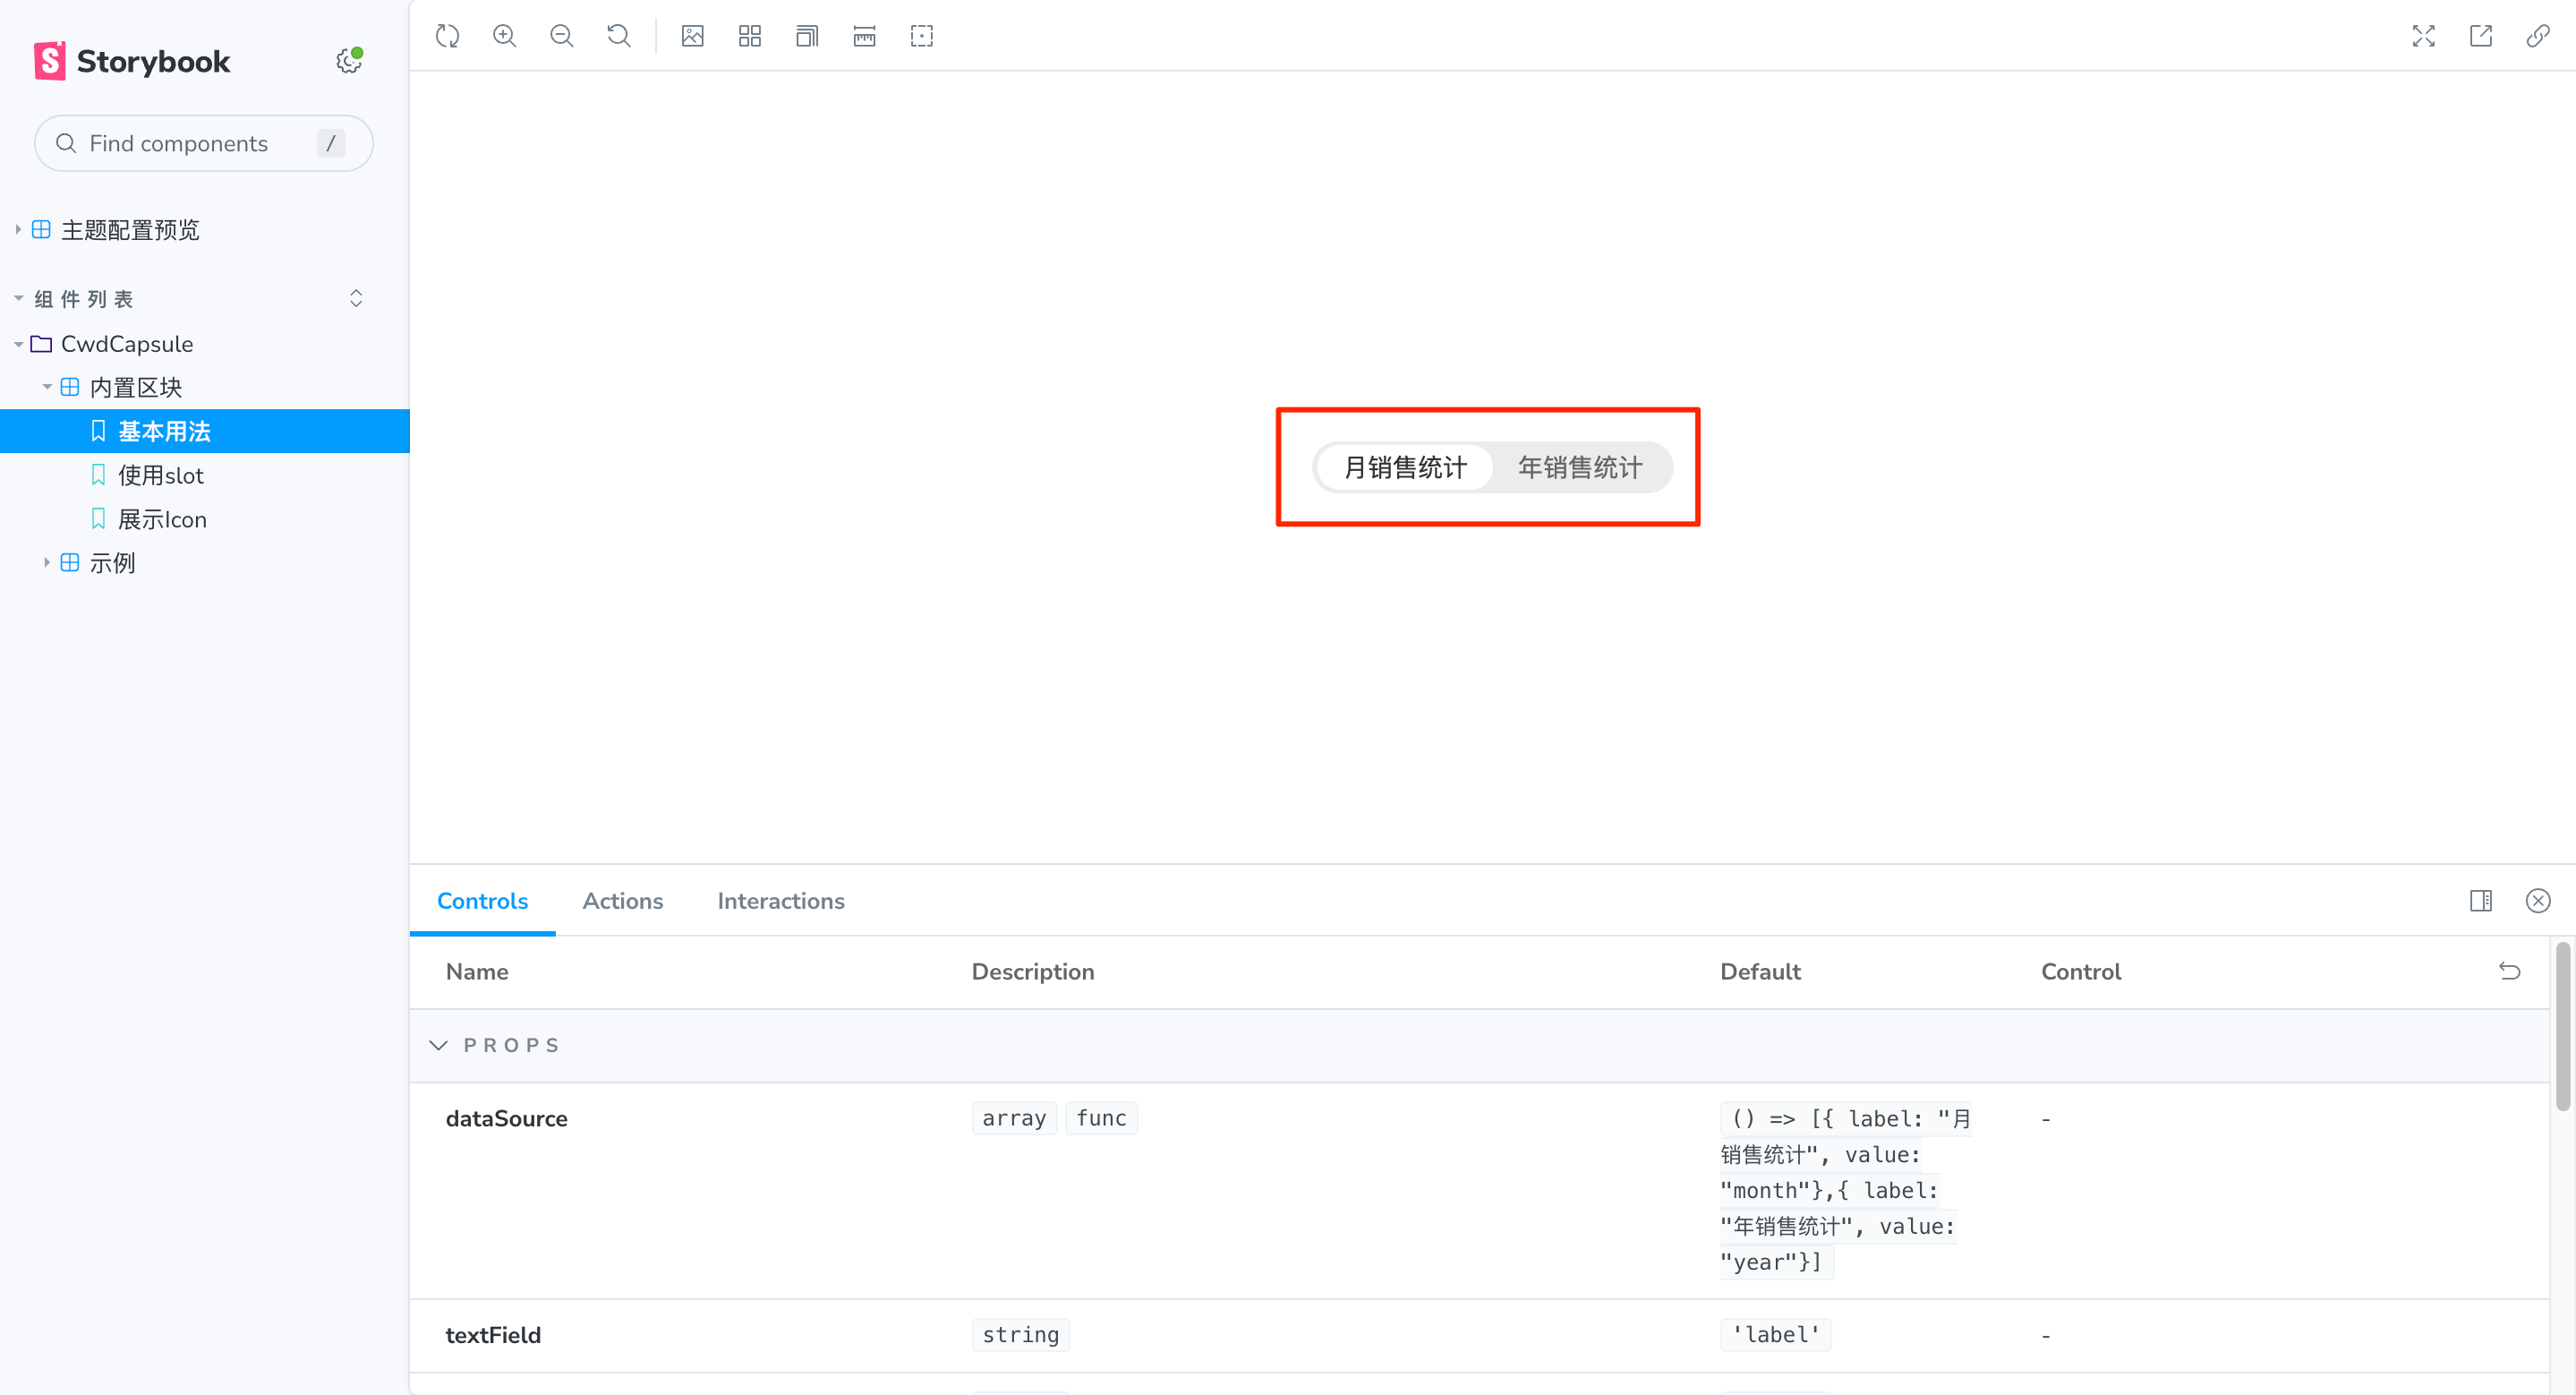 Storybook
Find components
/
主题配置预览
组件列表
CwdCapsule
内置区块
基本用法
使用slot
展示Icon
示例
月销售统计
年销售统计
Controls
Actions
Interactions
Name
Description
Default
Control
PROPS
dataSource
array
func
() => [{ label: "月
销售统计", value:
"month"},{ label:
"年销售统计", value:
"year"}]
-
textField
string
'label'
-